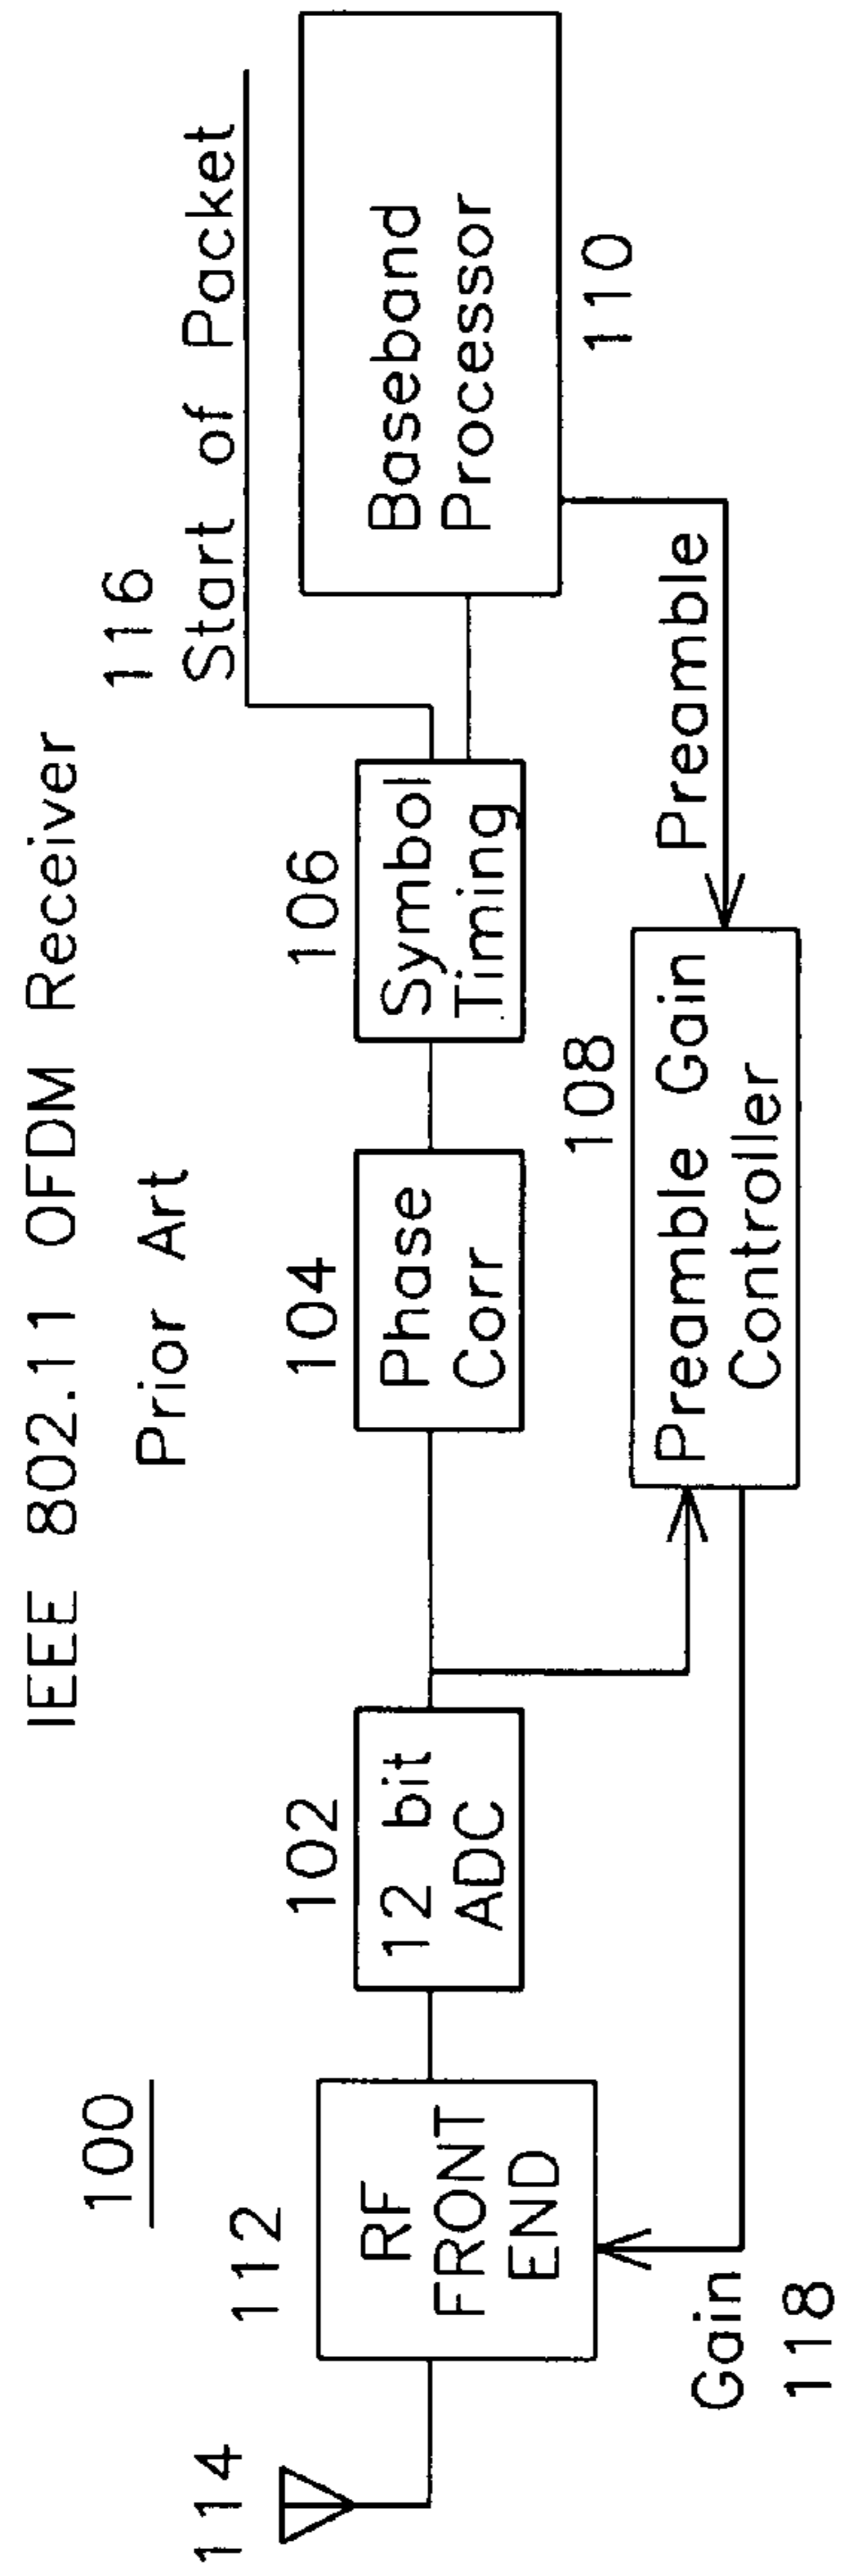 IEEE 802.11 OFDM Receiver
Prior Art
100
116
Start of Packet
114
112
RF
FRONT
END
102
12 bit
ADC
104
Phase
Corr
106
Symbol
Timing
Baseband
Processor
110
108
Preamble Gain
Controller
Preamble
Gain
118